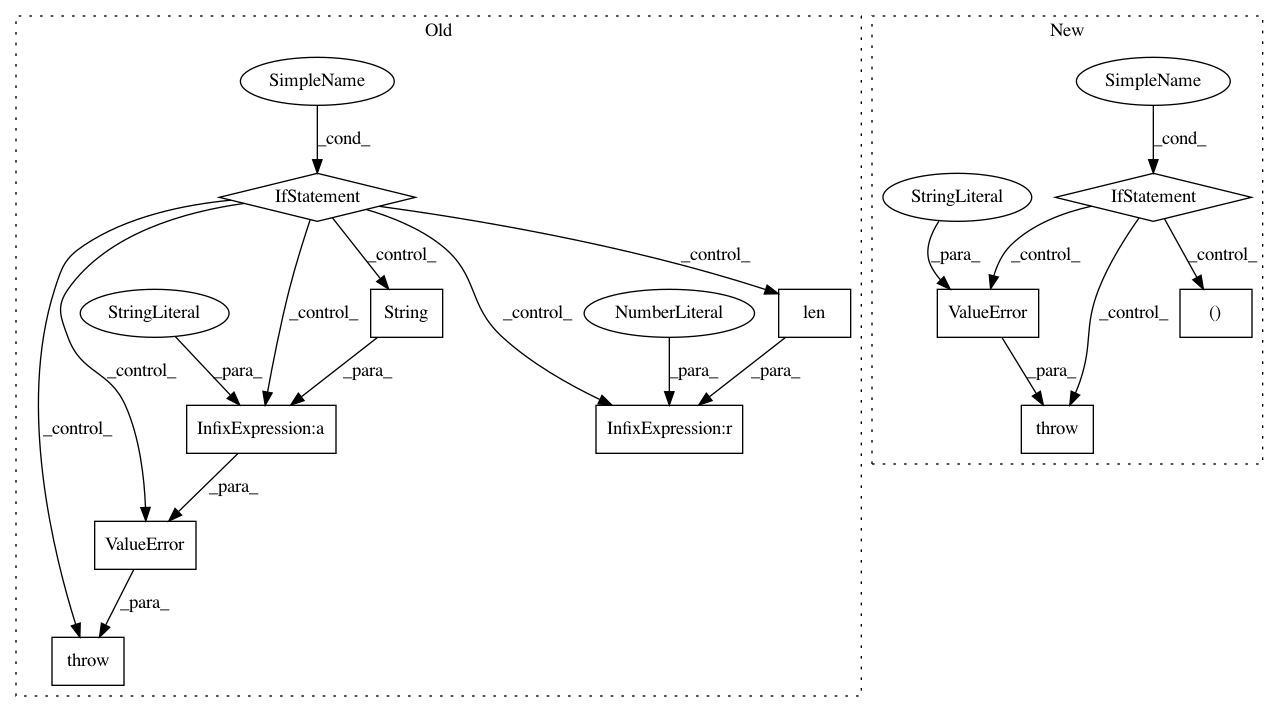 Old
New
SimpleName
SimpleName
_cond_
_cond_
IfStatement
StringLiteral
IfStatement
_control_
_control_
_para_
_control_
_control_
StringLiteral
String
NumberLiteral
len
ValueError
()
_control_
_control_
_control_
_control_
_para_
_para_
_para_
_para_
_para_
_control_
InfixExpression:a
InfixExpression:r
throw
_para_
ValueError
_para_
throw